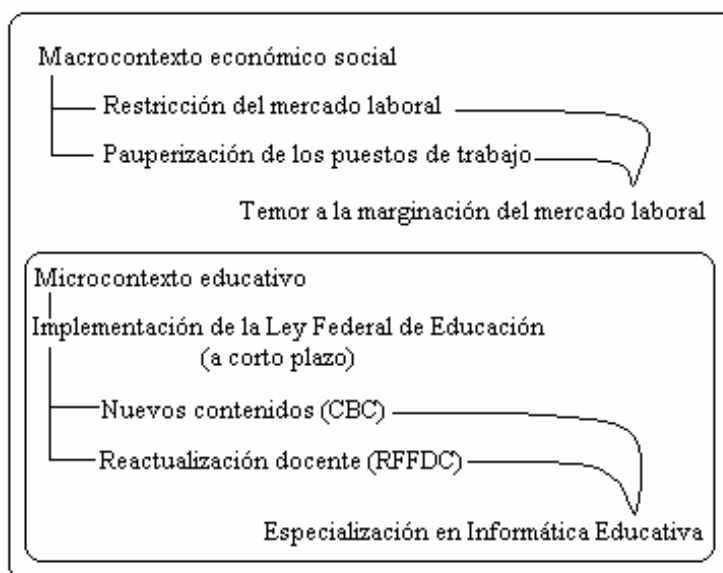 Macrocontexto económico social
Restricción del mercado laboral
Pauperización de los puestos de trabajo
Temor a la marginación del mercado laboral
Microcontexto educativo
Implementación de la Ley Federal de Educación
(a corto plazo)
Nuevos contenidos (CBC)
Reactualización docente (RFFDC)
Especialización en Informática Educativa